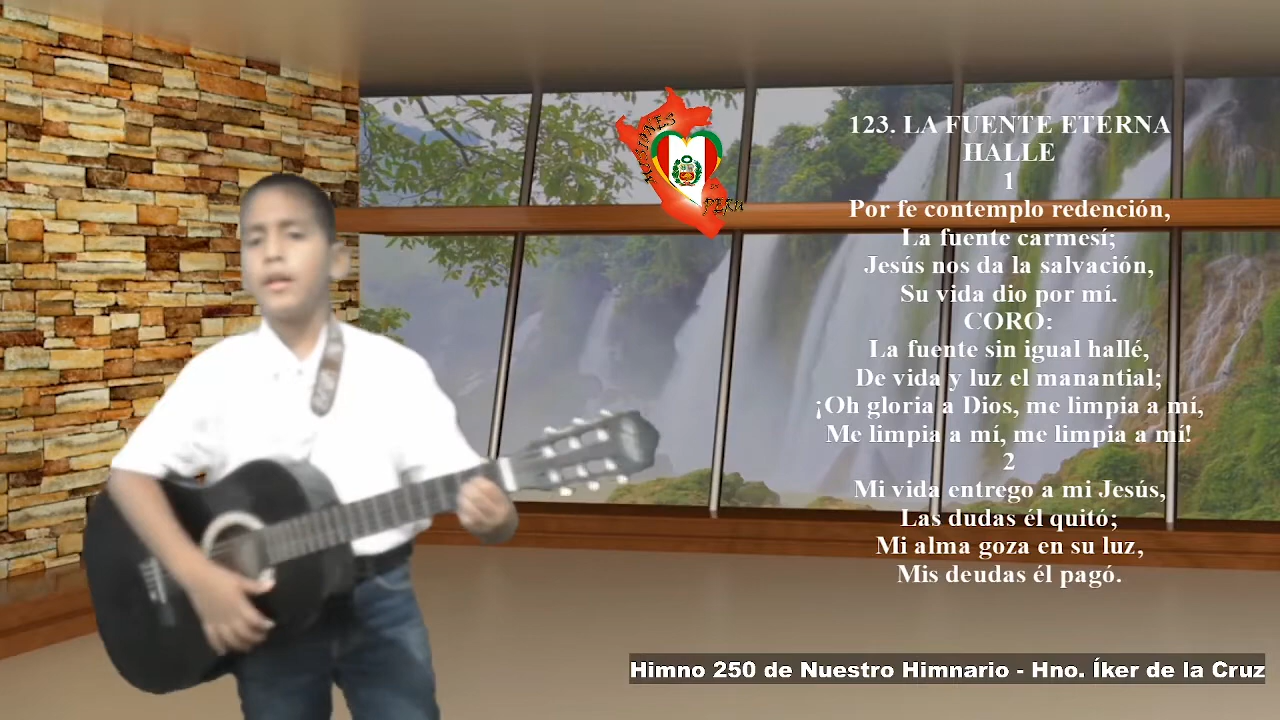 MISIONES
EN
PERU
123. LA FUENTE ETERNA
HALLE
1
Por fe contemplo redención,
La fuente carmesí;
Jesús nos da la salvación,
Su vida dio por mí.
CORO:
La fuente sin igual hallé,
De vida y luz el manantial;
¡Oh gloria a Dios, me limpia a mí,
Me limpia a mí, me limpia a mí!
2
Mi vida entrego a mi Jesús,
Las dudas él quitó;
Mi alma goza en su luz,
Mis deudas él pagó.
Himno 250 de Nuestro Himnario - Hno. Íker de la Cruz